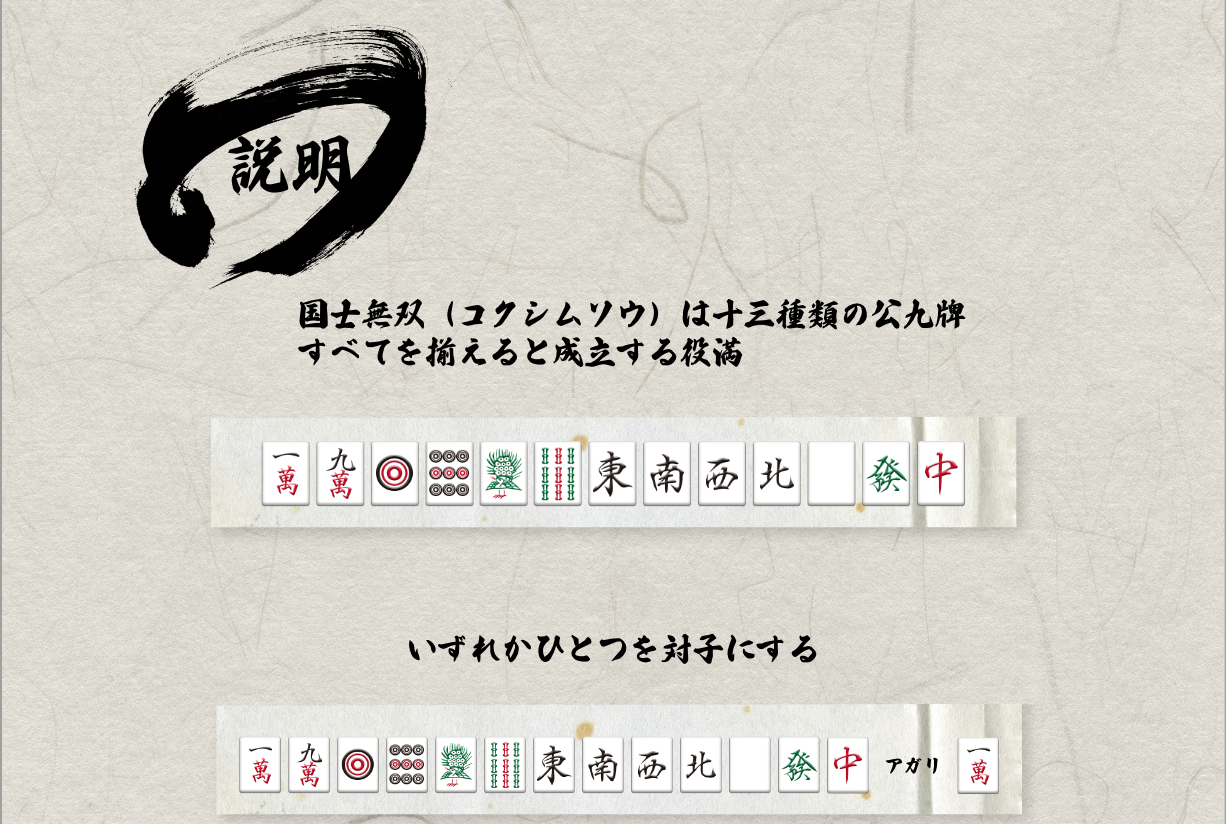 説明
国士無双（コクシムソウ）は十三種類の公九牌
すべてを揃えると成立する役満
一萬 九萬 東 南 西 北 發 中
いずれかひとつを対子にする
一萬 九萬 東 南 西 北 發 中 アガリ 一萬